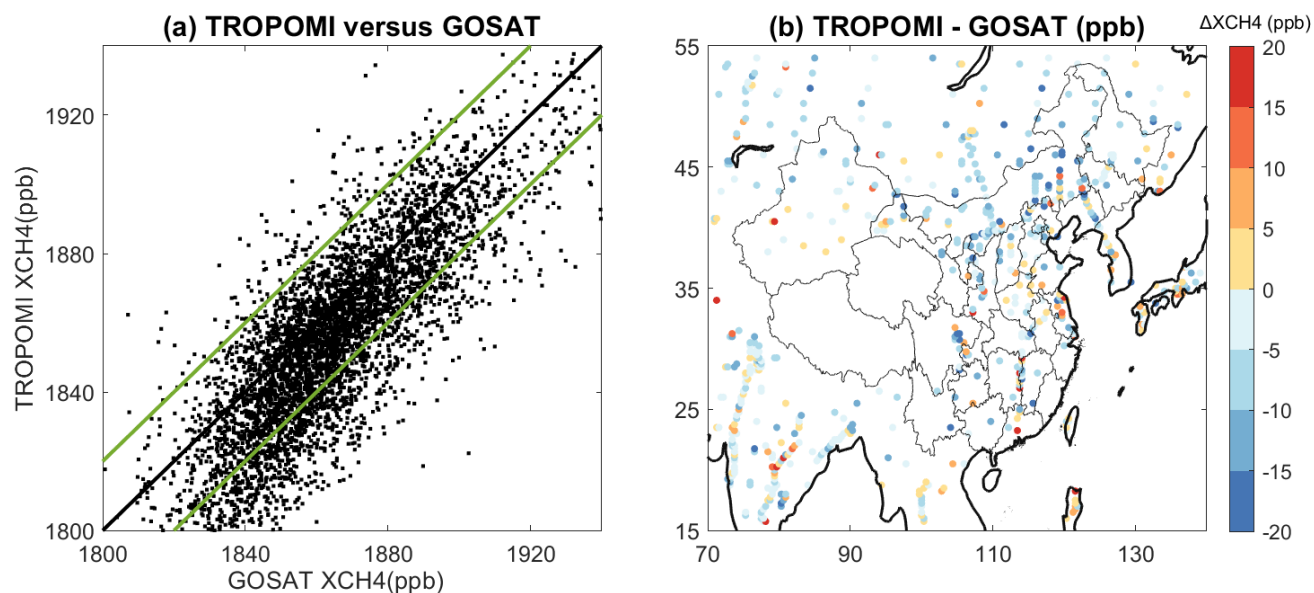 (a) TROPOMI versus GOSAT
TROPOMI XCH4(ppb)
1920
1880
1840
1800
1800 1840 1880 1920
GOSAT XCH4(ppb)
(b) TROPOMI - GOSAT (ppb)
55
45
35
25
15
70 90 110 130
ΔXCH4 (ppb)
20
15
10
5
0
-5
-10
-15
-20